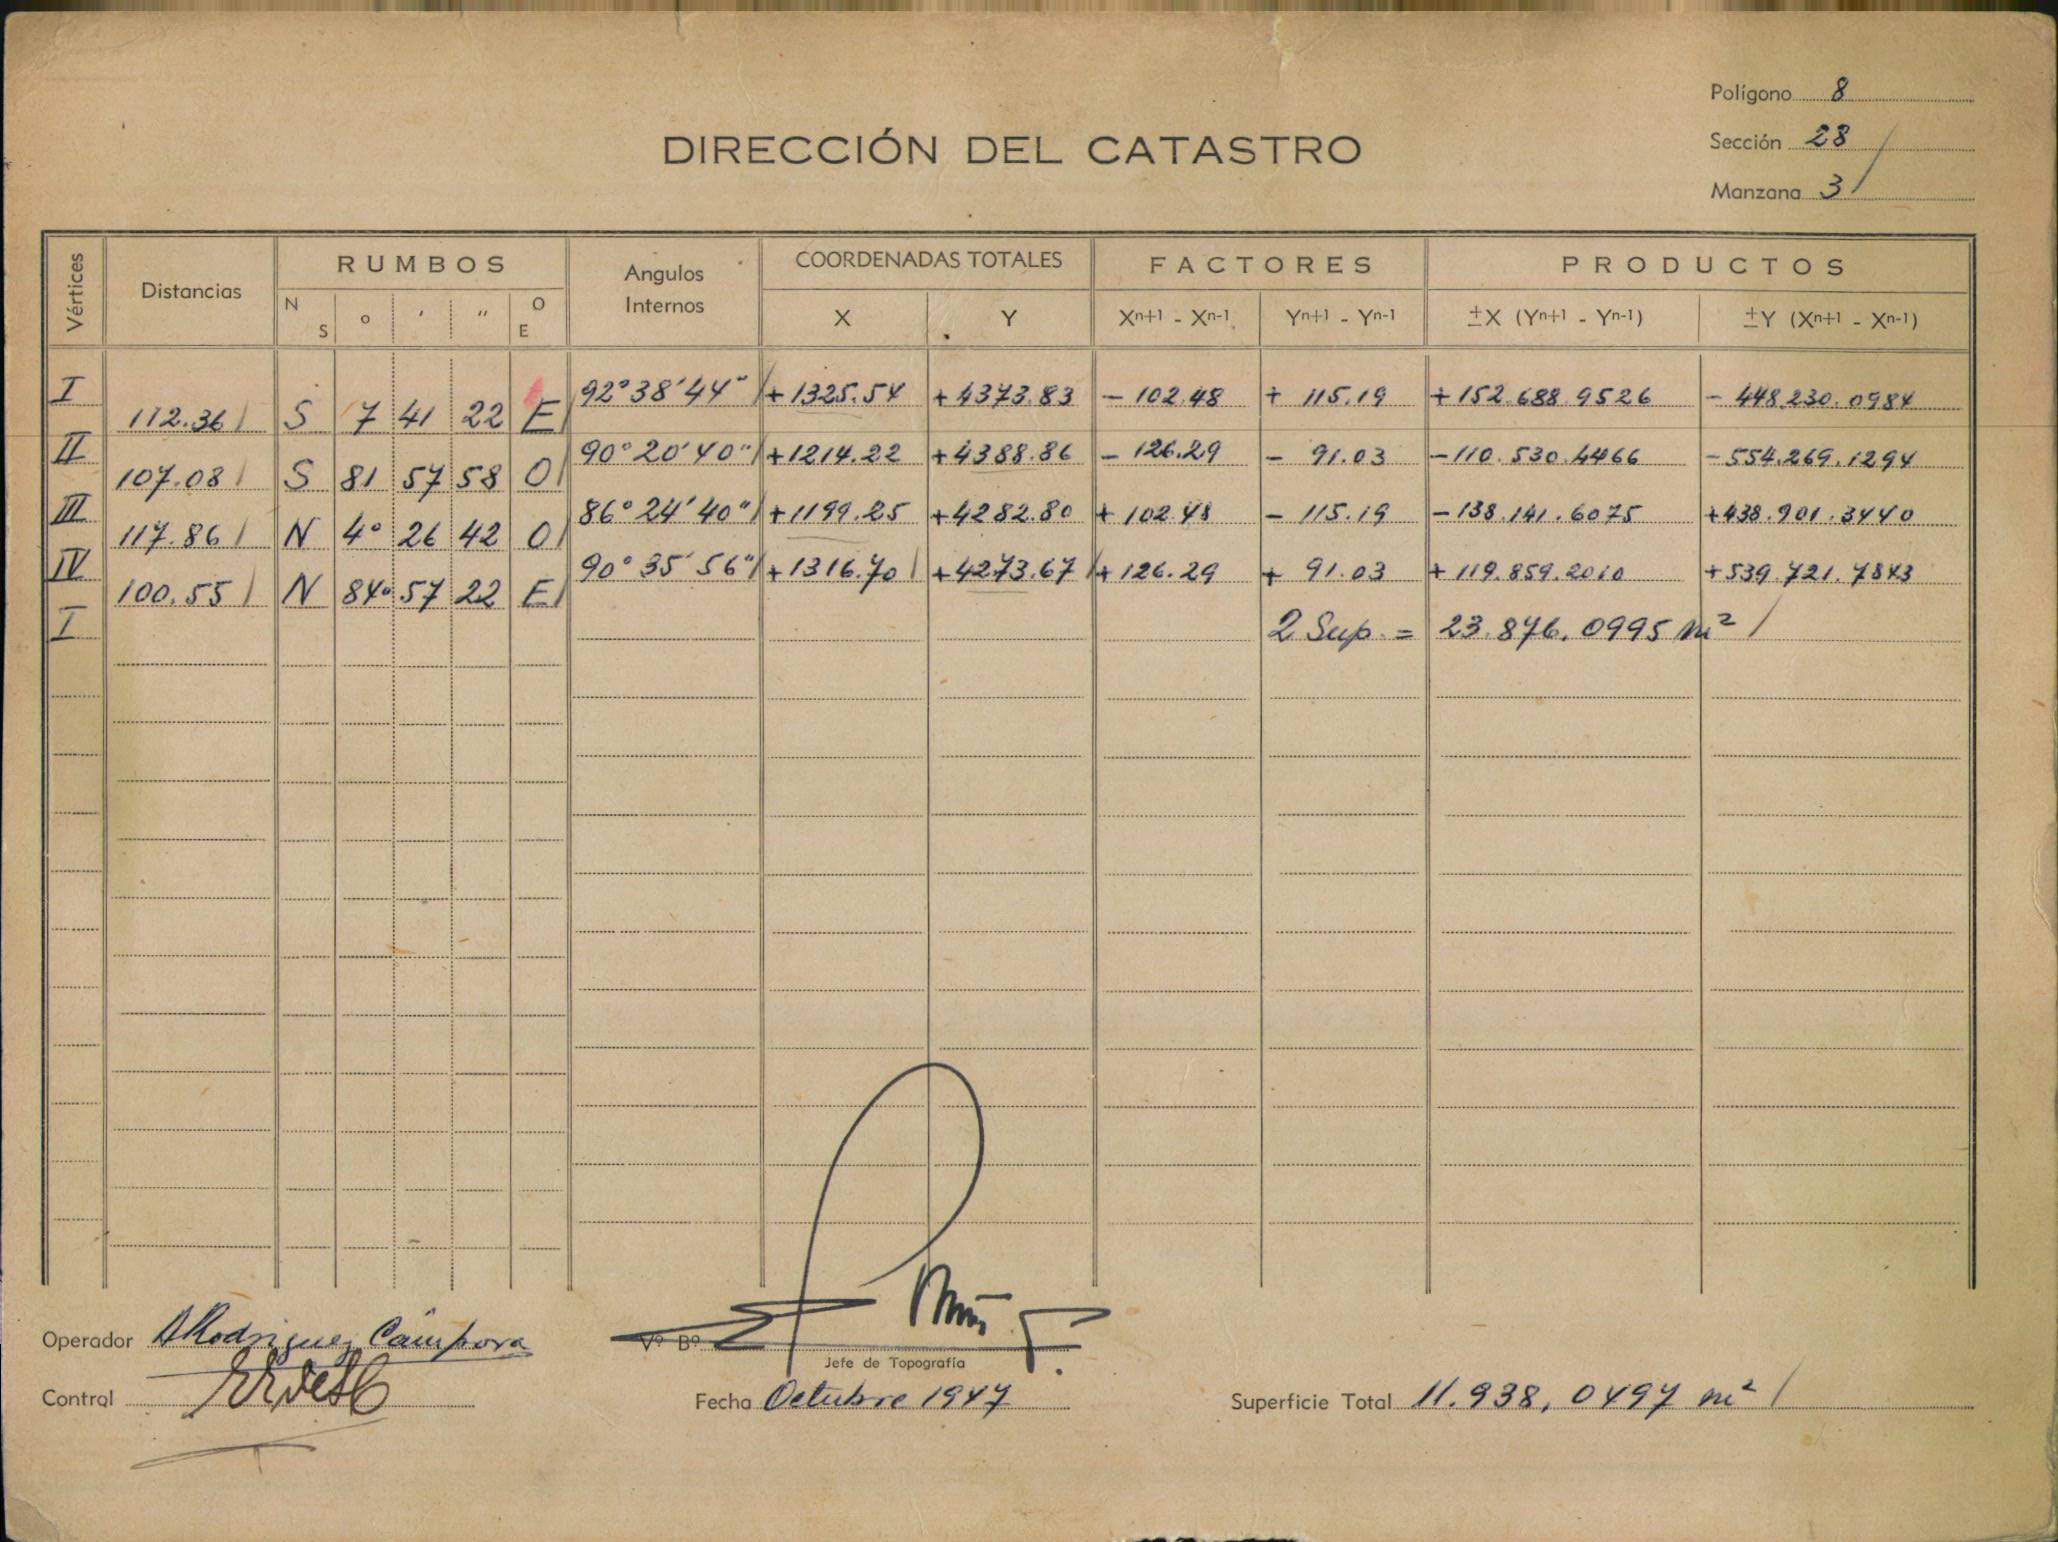 Polígono 8
DIRECCIÓN DEL CATASTRO
Sección 28
Manzana 3
Vértices Distancias RUMBOS Angulos Internos COORDENADAS TOTALES FACTORES PRODUCTOS
N S o ′ ″ O E X Y Xn+1 - Xn-1 Yn+1 - Yn-1 ±X (Yn+1 - Yn-1) ±Y (Xn+1 - Xn-1)
I 92°38′44″ +1325.54 +4373.83 - 102.48 + 115.19 +152.688.9526 - 448.230.0984
112.36 S 7 41 22 E
II 90°20′40″ +1214.22 +4388.86 - 126.29 - 91.03 -110.530.4466 -554.269.1294
107.08 S 81 57 58 O
III 86°24′40″ +1199.25 +4282.80 + 102.48 - 115.19 -138.141.6075 +438.901.3440
117.86 N 4° 26 42 O
IV 90°35′56″ +1316.70 +4273.67 + 126.29 + 91.03 + 119.859.2010 +539.721.7843
100.55 N 84° 57 22 E
I 2 Sup. = 23.876,0995 m²
Operador A Rodriguez Cámpora
Vº Bº
Jefe de Topografía
Control
Fecha Octubre 1947
Superficie Total 11.938,0497 m²